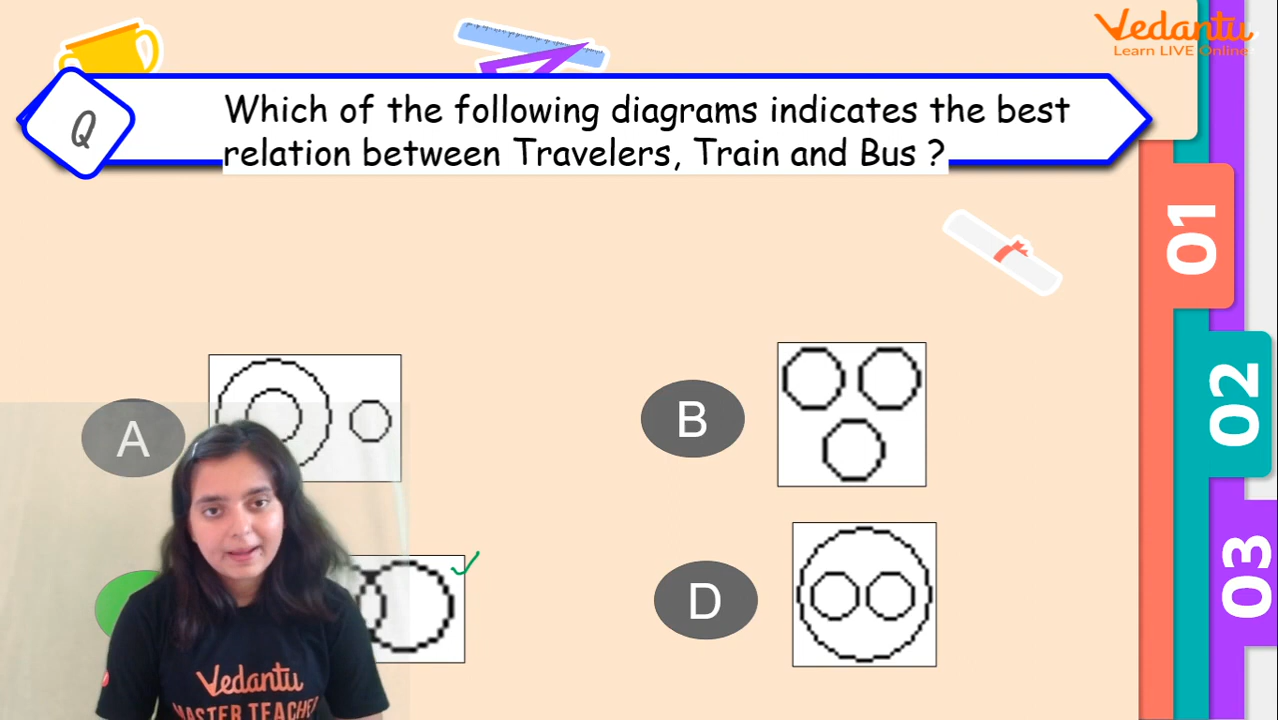 Vedantu
Learn LIVE Online
Q
Which of the following diagrams indicates the best
relation between Travelers, Train and Bus ?
01
A
B
02
D
03
Vedantu
MASTER TEACHER